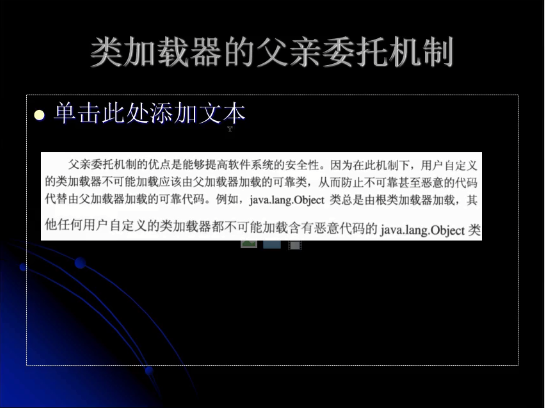 类加载器的父亲委托机制
单击此处添加文本
父亲委托机制的优点是能够提高软件系统的安全性。因为在此机制下，用户自定义
的类加载器不可能加载应该由父加载器加载的可靠类，从而防止不可靠甚至恶意的代码
代替由父加载器加载的可靠代码。例如，java.lang.Object 类总是由根类加载器加载，其
他任何用户自定义的类加载器都不可能加载含有恶意代码的 java.lang.Object 类